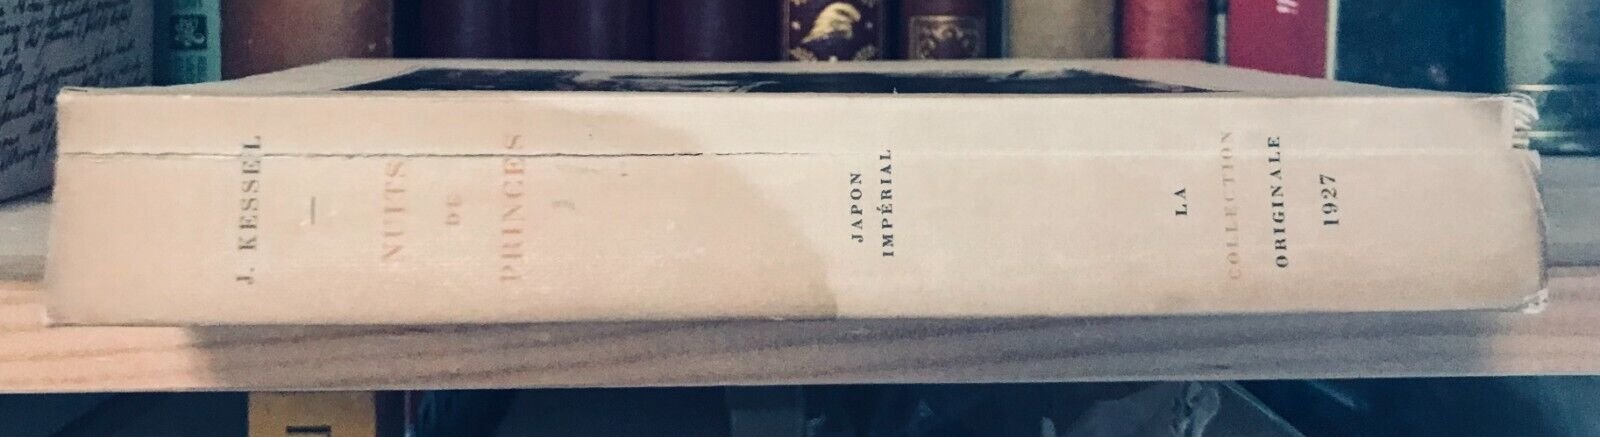 J. KESSEL
NUITS
DE
PRINCES
JAPON
IMPÉRIAL
LA
COLLECTION
ORIGINALE
1927